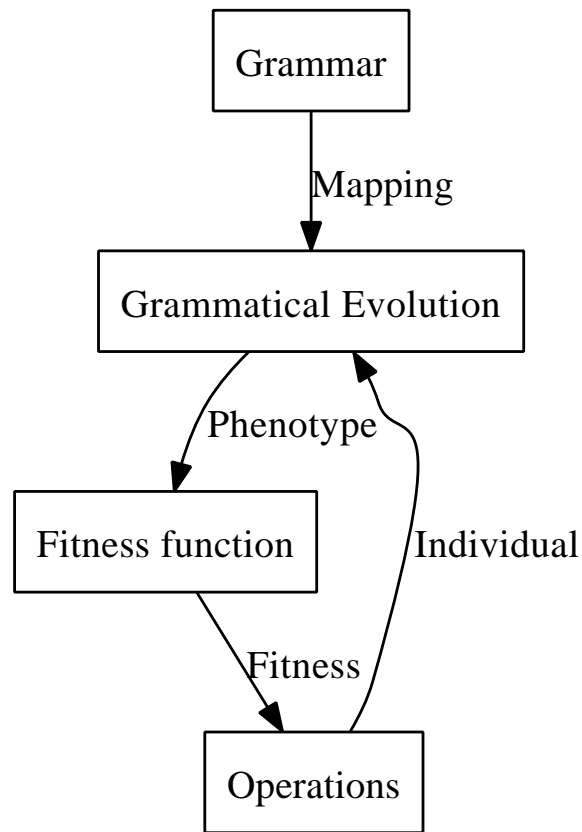 Grammar
Mapping
Grammatical Evolution
Phenotype
Fitness function
Individual
Fitness
Operations